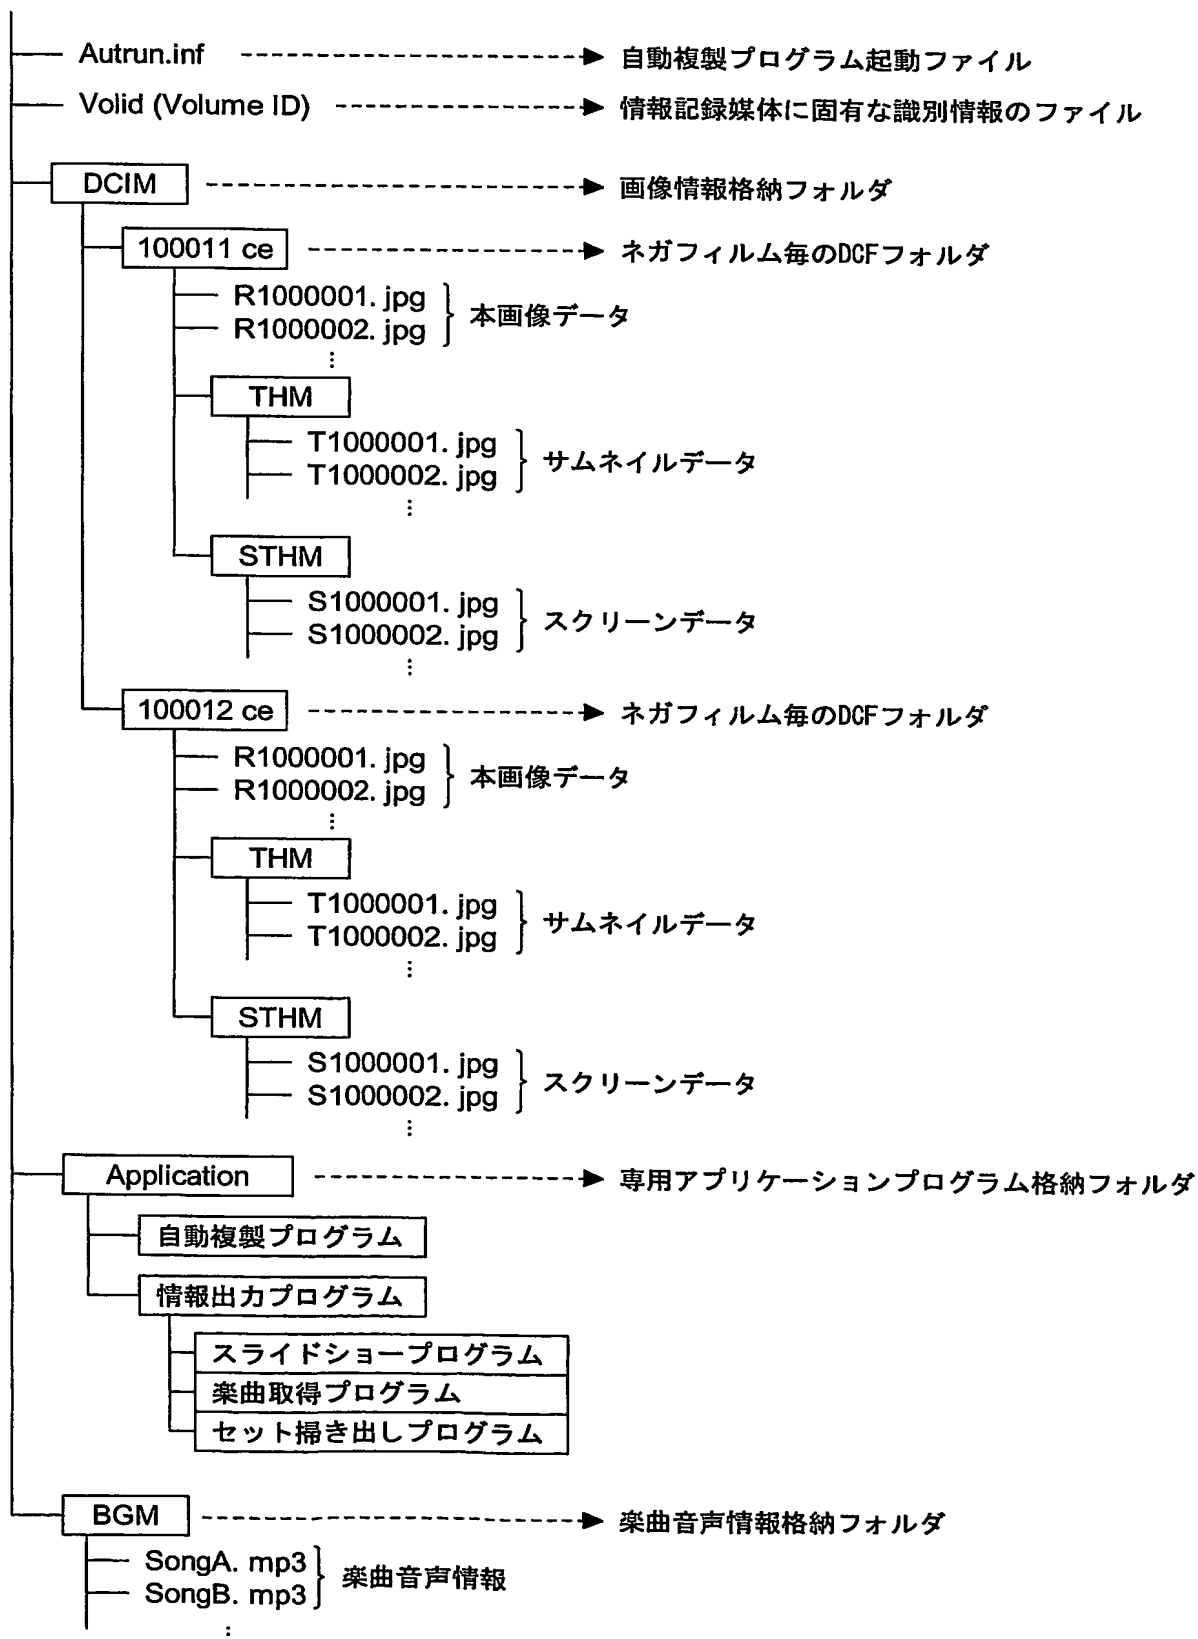 Autrun.inf 自動複製プログラム起動ファイル
Volid (Volume ID) 情報記録媒体に固有な識別情報のファイル
DCIM 画像情報格納フォルダ
100011 ce ネガフィルム毎のDCFフォルダ
R1000001. jpg
R1000002. jpg
本画像データ
THM
T1000001. jpg
T1000002. jpg
サムネイルデータ
STHM
S1000001. jpg
S1000002. jpg
スクリーンデータ
100012 ce ネガフィルム毎のDCFフォルダ
R1000001. jpg
R1000002. jpg
本画像データ
THM
T1000001. jpg
T1000002. jpg
サムネイルデータ
STHM
S1000001. jpg
S1000002. jpg
スクリーンデータ
Application 専用アプリケーションプログラム格納フォルダ
自動複製プログラム
情報出力プログラム
スライドショープログラム
楽曲取得プログラム
セット掃き出しプログラム
BGM 楽曲音声情報格納フォルダ
SongA. mp3
SongB. mp3
楽曲音声情報